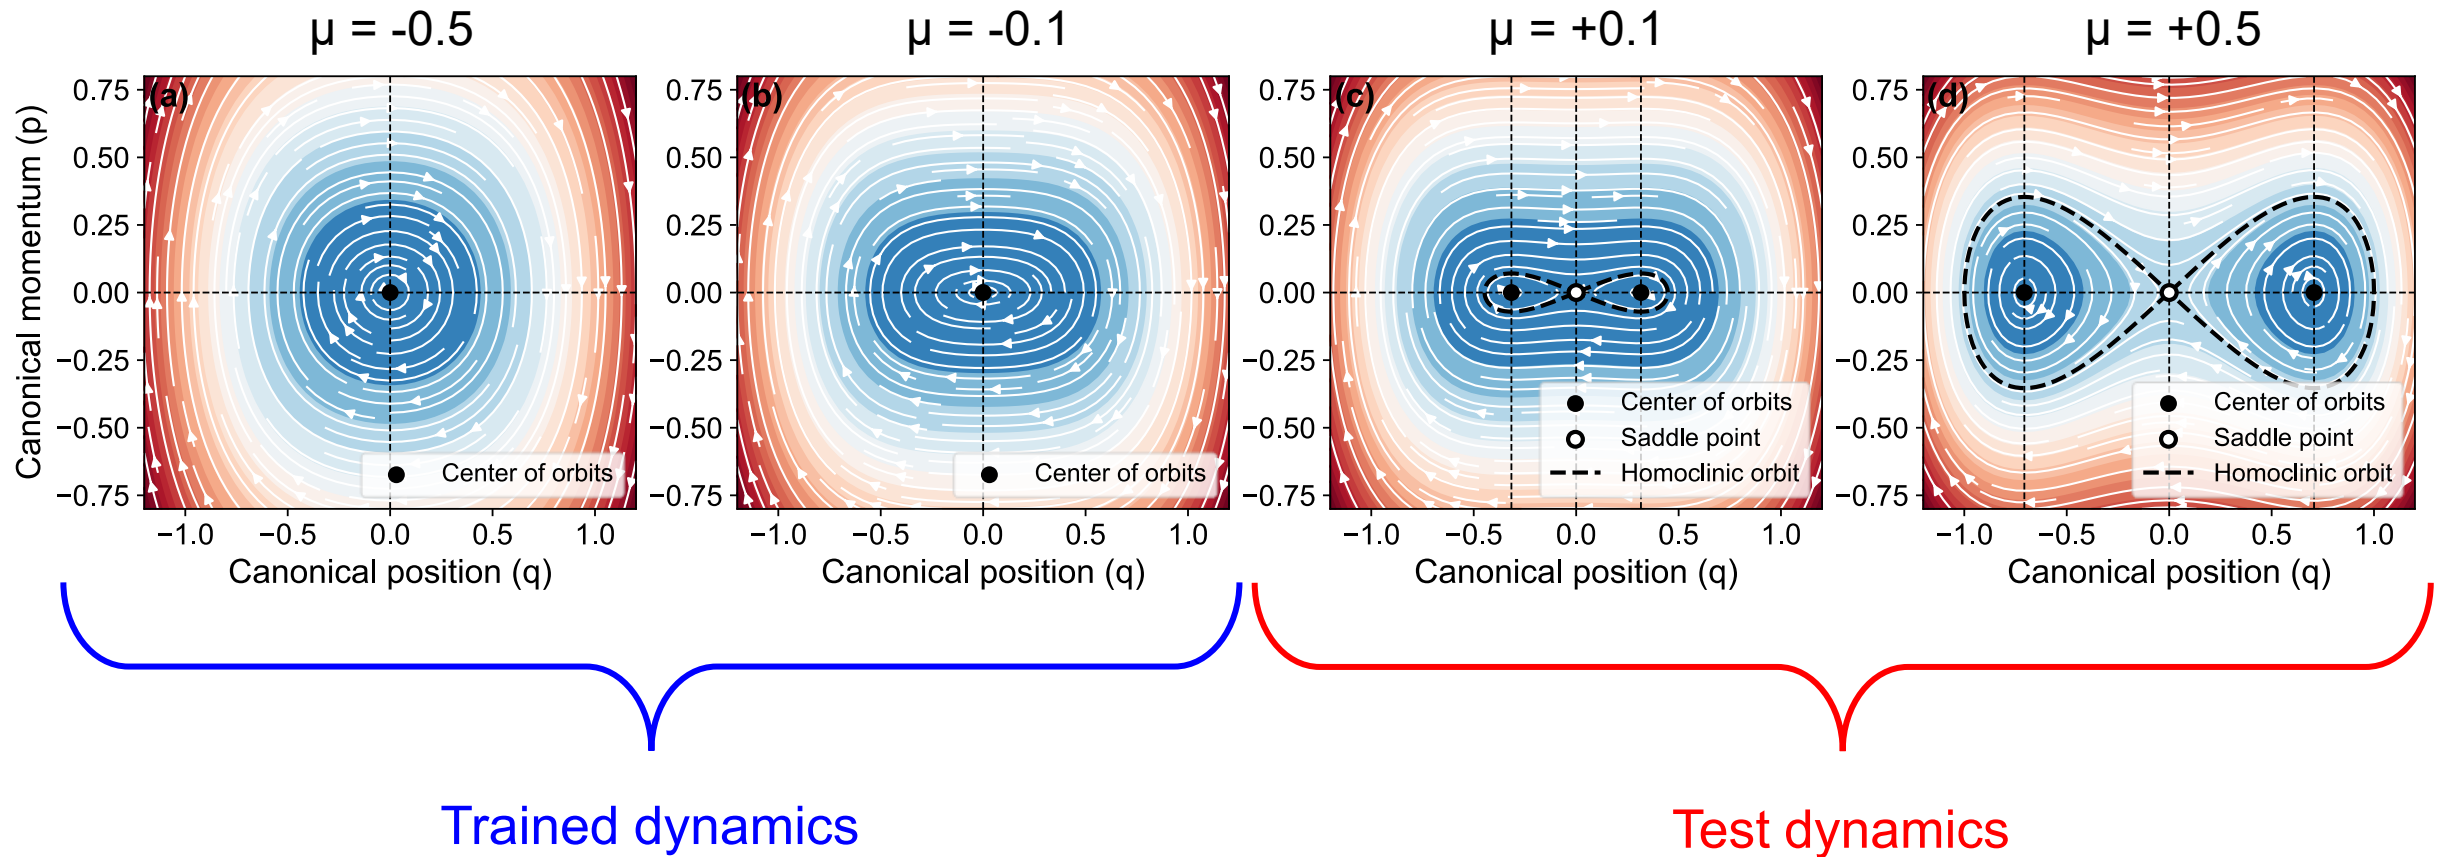 μ = -0.5
μ = -0.1
μ = +0.1
μ = +0.5
(a)
(b)
(c)
(d)
Canonical momentum (p)
0.75
0.50
0.25
0.00
−0.25
−0.50
−0.75
Center of orbits
−1.0 −0.5 0.0 0.5 1.0
Canonical position (q)
0.75
0.50
0.25
0.00
−0.25
−0.50
−0.75
Center of orbits
−1.0 −0.5 0.0 0.5 1.0
Canonical position (q)
0.75
0.50
0.25
0.00
−0.25
−0.50
−0.75
Center of orbits
Saddle point
Homoclinic orbit
−1.0 −0.5 0.0 0.5 1.0
Canonical position (q)
0.75
0.50
0.25
0.00
−0.25
−0.50
−0.75
Center of orbits
Saddle point
Homoclinic orbit
−1.0 −0.5 0.0 0.5 1.0
Canonical position (q)
Trained dynamics
Test dynamics